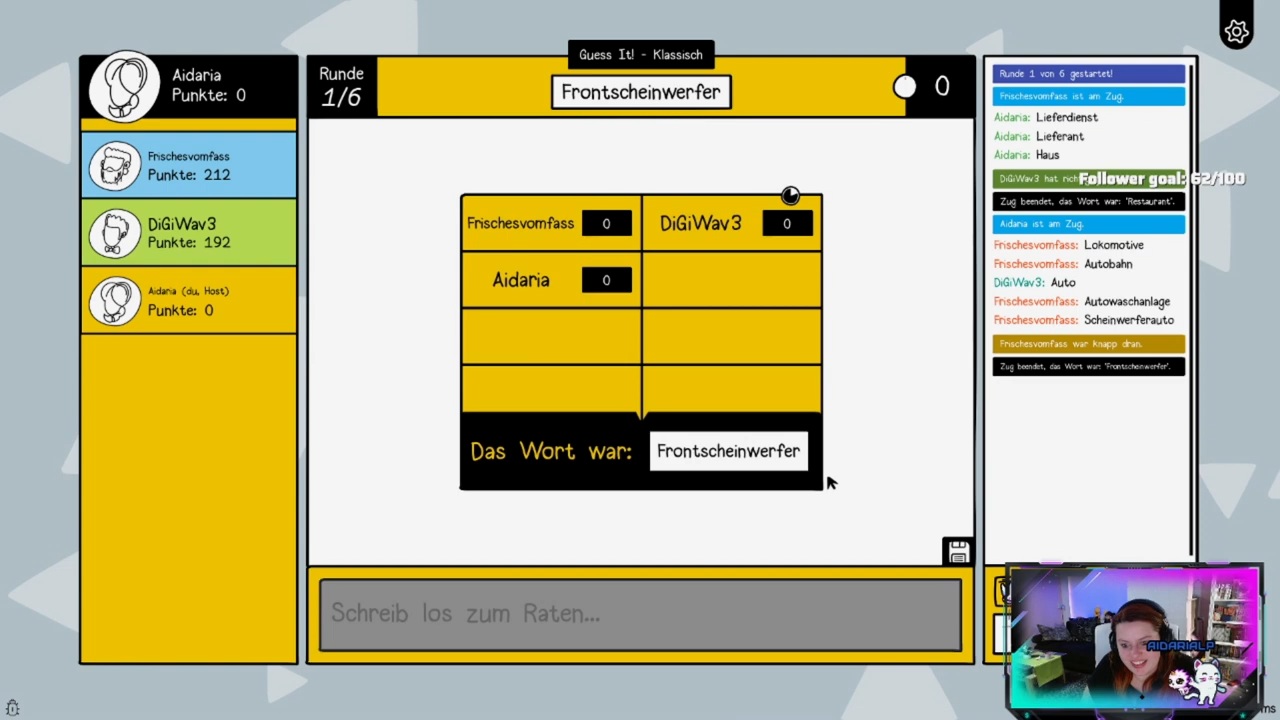 Aidaria
Punkte: 0
Frischesvomfass
Punkte: 212
DiGiWav3
Punkte: 192
Aidaria (du, Host)
Punkte: 0
Runde
1/6
Guess It! - Klassisch
Frontscheinwerfer
0
Frischesvomfass 0
DiGiWav3 0
Aidaria 0
Das Wort war: Frontscheinwerfer
Schreib los zum Raten...
Runde 1 von 6 gestartet!
Frischesvomfass ist am Zug.
Aidaria: Lieferdienst
Aidaria: Lieferant
Aidaria: Haus
DiGiWav3 hat
Follower goal: 62/100
Zug beendet, das Wort war: 'Restaurant'.
Aidaria ist am Zug.
Frischesvomfass: Lokomotive
Frischesvomfass: Autobahn
DiGiWav3: Auto
Frischesvomfass: Autowaschanlage
Frischesvomfass: Scheinwerferauto
Frischesvomfass war knapp dran.
Zug beendet, das Wort war: 'Frontscheinwerfer'.
AIDARIALP
ms